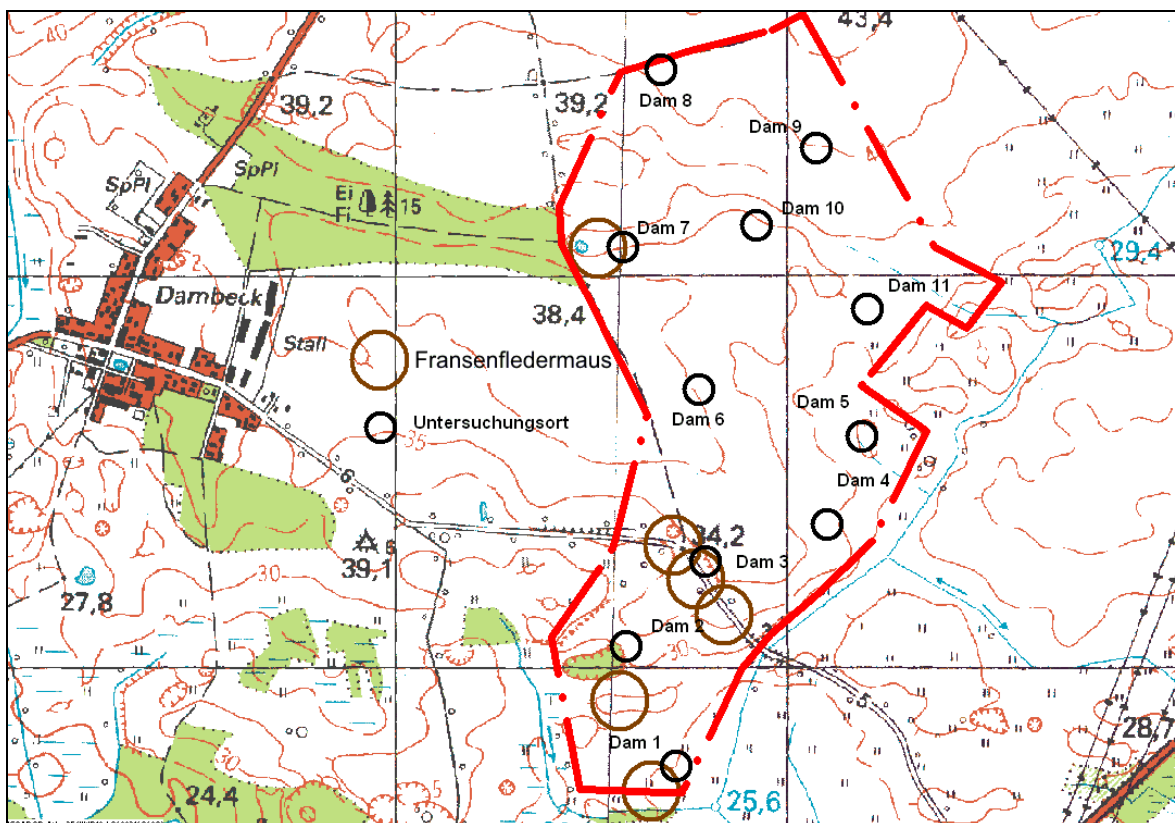 43,4
40
39,2
39,2
Dam 8
Dam 9
SpPl
SpPl
Ei
Fi
15
Dam 10
Dam 7
29,4
Dambeck
Dam 11
38,4
Stall
Fransenfledermaus
Dam 6
Dam 5
Untersuchungsort
35
6
Dam 4
34,2
39,1
Dam 3
30
27,8
Dam 2
30
5
Dam 1
28,7
30
24,4
25,6